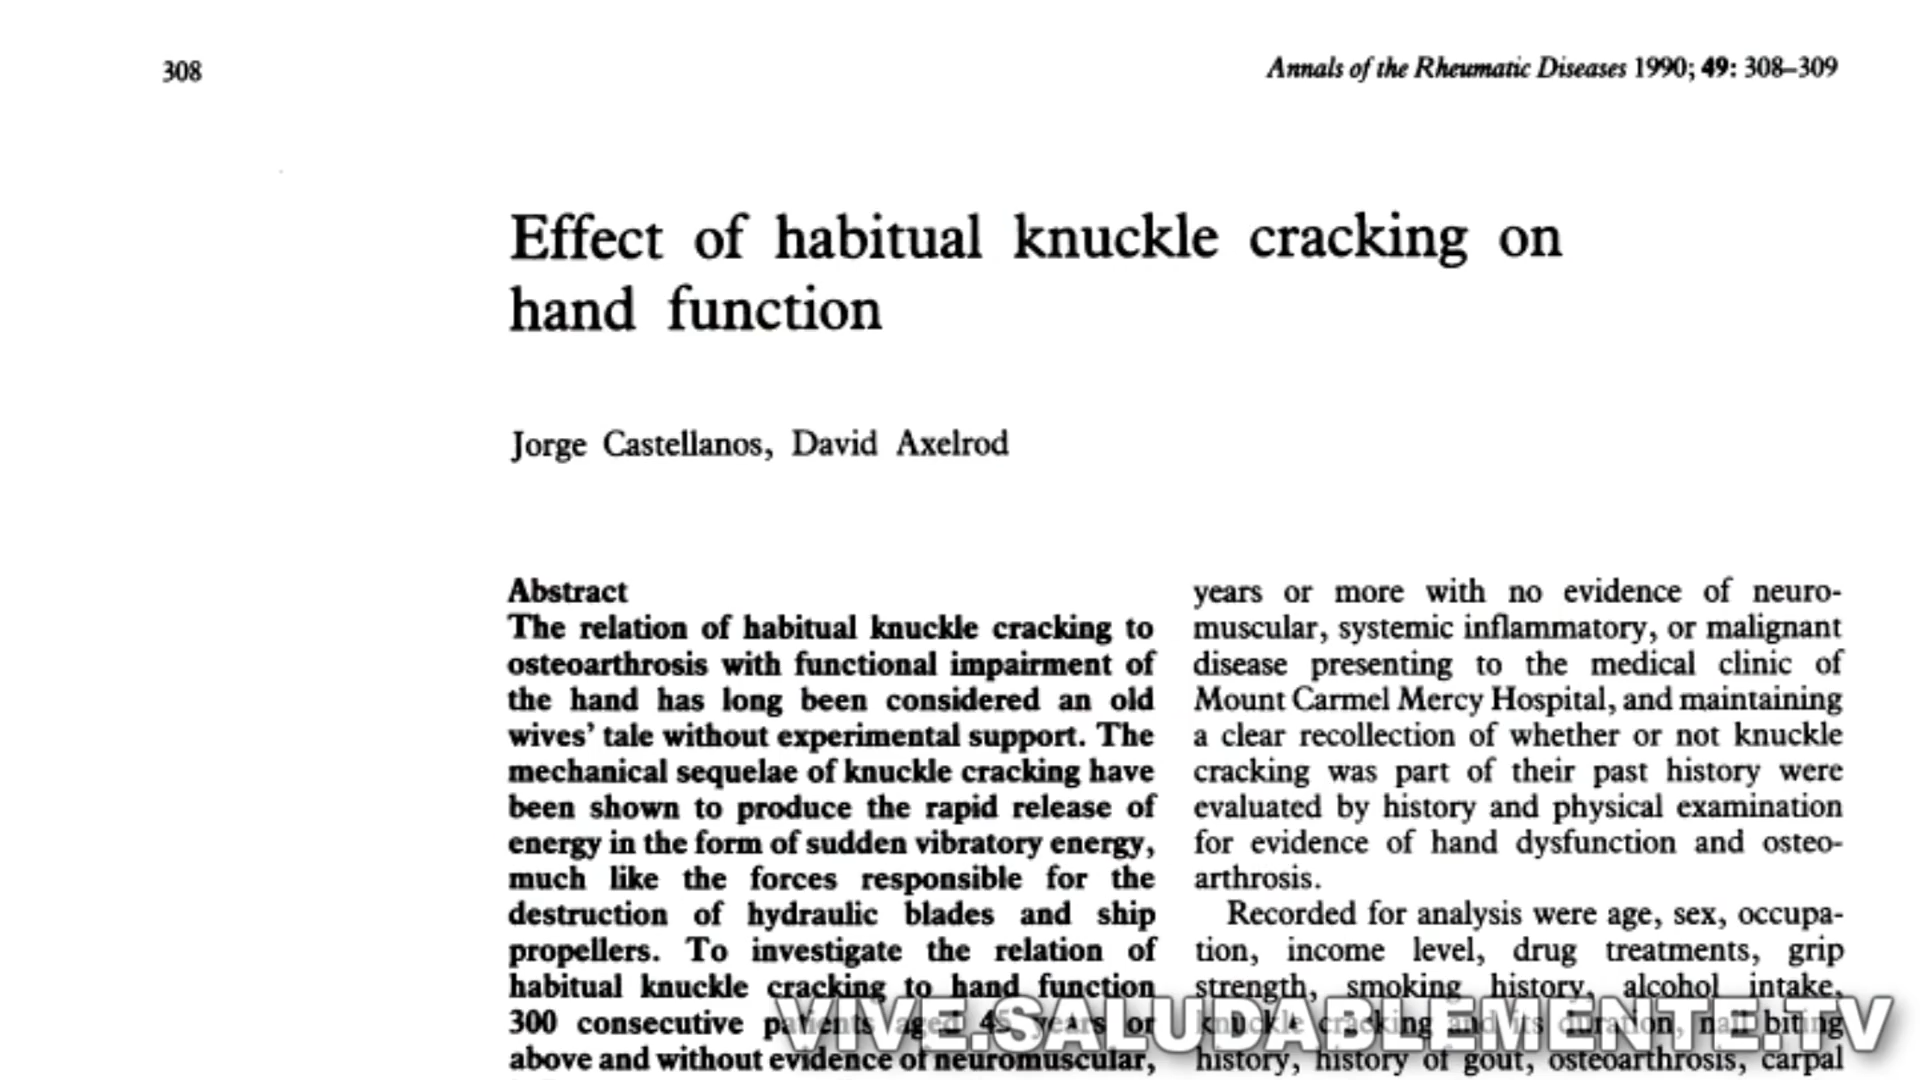 308
Annals of the Rheumatic Diseases 1990; 49: 308–309
Effect of habitual knuckle cracking on
hand function
Jorge Castellanos, David Axelrod
Abstract
The relation of habitual knuckle cracking to
osteoarthrosis with functional impairment of
the hand has long been considered an old
wives' tale without experimental support. The
mechanical sequelae of knuckle cracking have
been shown to produce the rapid release of
energy in the form of sudden vibratory energy,
much like the forces responsible for the
destruction of hydraulic blades and ship
propellers. To investigate the relation of
habitual knuckle cracking to hand function
300 consecutive patients aged 45 years or
above and without evidence of neuromuscular,
years or more with no evidence of neuro-
muscular, systemic inflammatory, or malignant
disease presenting to the medical clinic of
Mount Carmel Mercy Hospital, and maintaining
a clear recollection of whether or not knuckle
cracking was part of their past history were
evaluated by history and physical examination
for evidence of hand dysfunction and osteo-
arthrosis.
Recorded for analysis were age, sex, occupa-
tion, income level, drug treatments, grip
strength, smoking history, alcohol intake,
knuckle cracking and its duration, nail biting
history, history of gout, osteoarthrosis, carpal
VIVE.SALUDABLEMENTE.TV